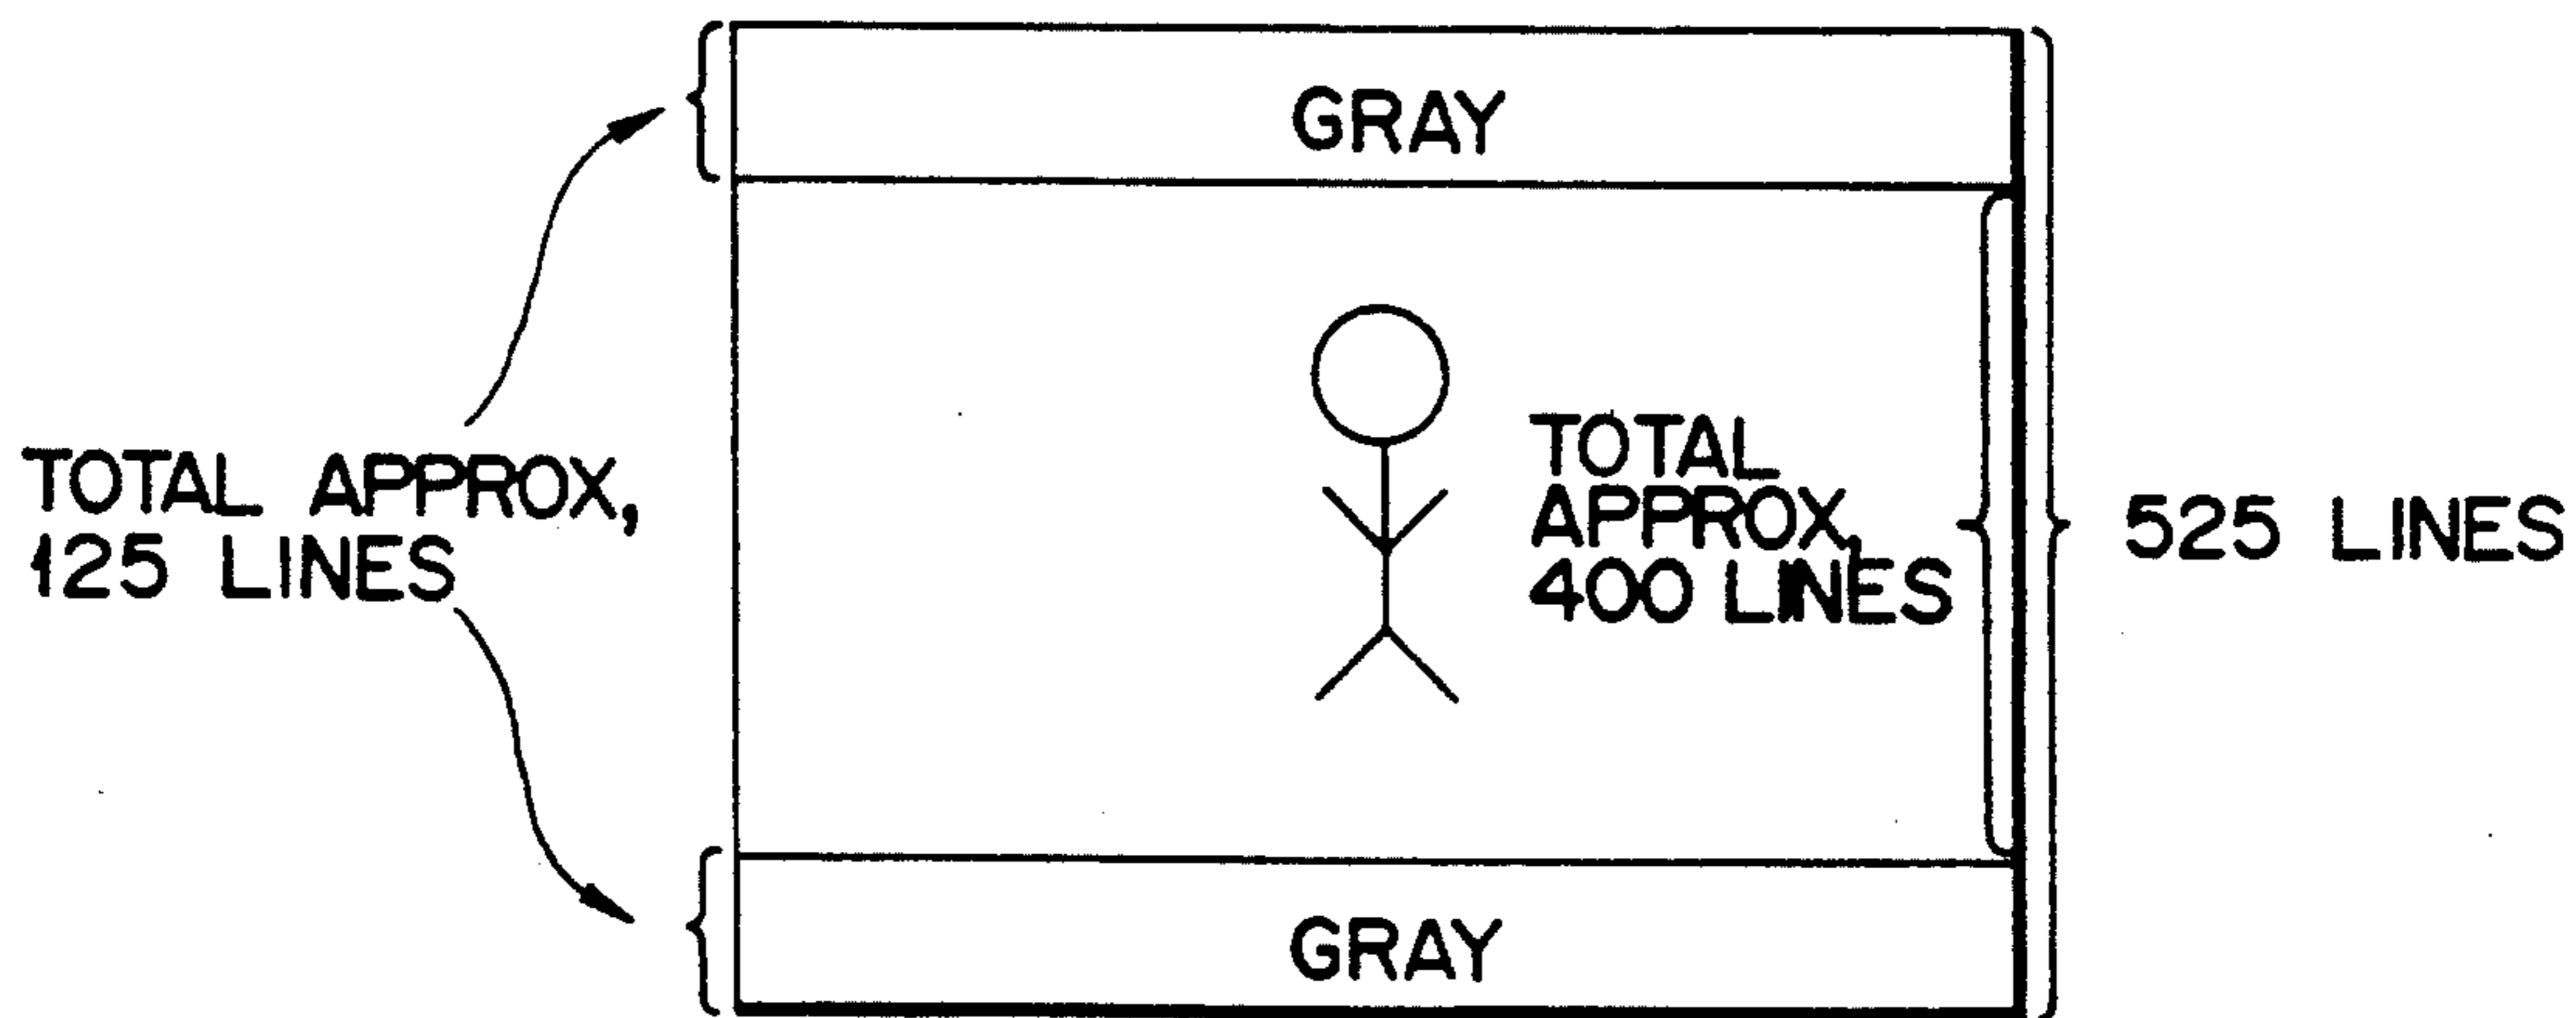 GRAY
TOTAL APPROX,
125 LINES
TOTAL
APPROX,
400 LINES
525 LINES
GRAY